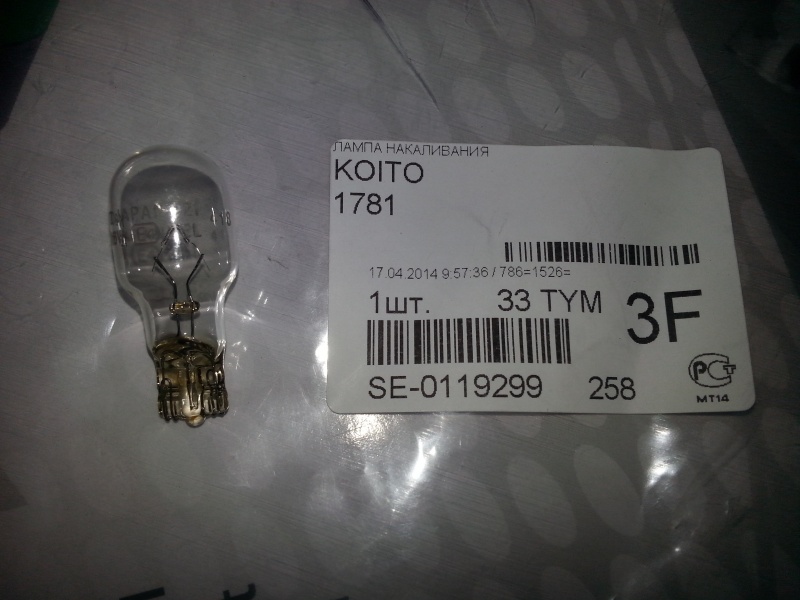 ЛАМПА НАКАЛИВАНИЯ
KOITO
1781
17.04.2014 9:57:36 / 786=1526=
1шт.
33 TYM
3F
SE-0119299
258
РСТ
МТ14